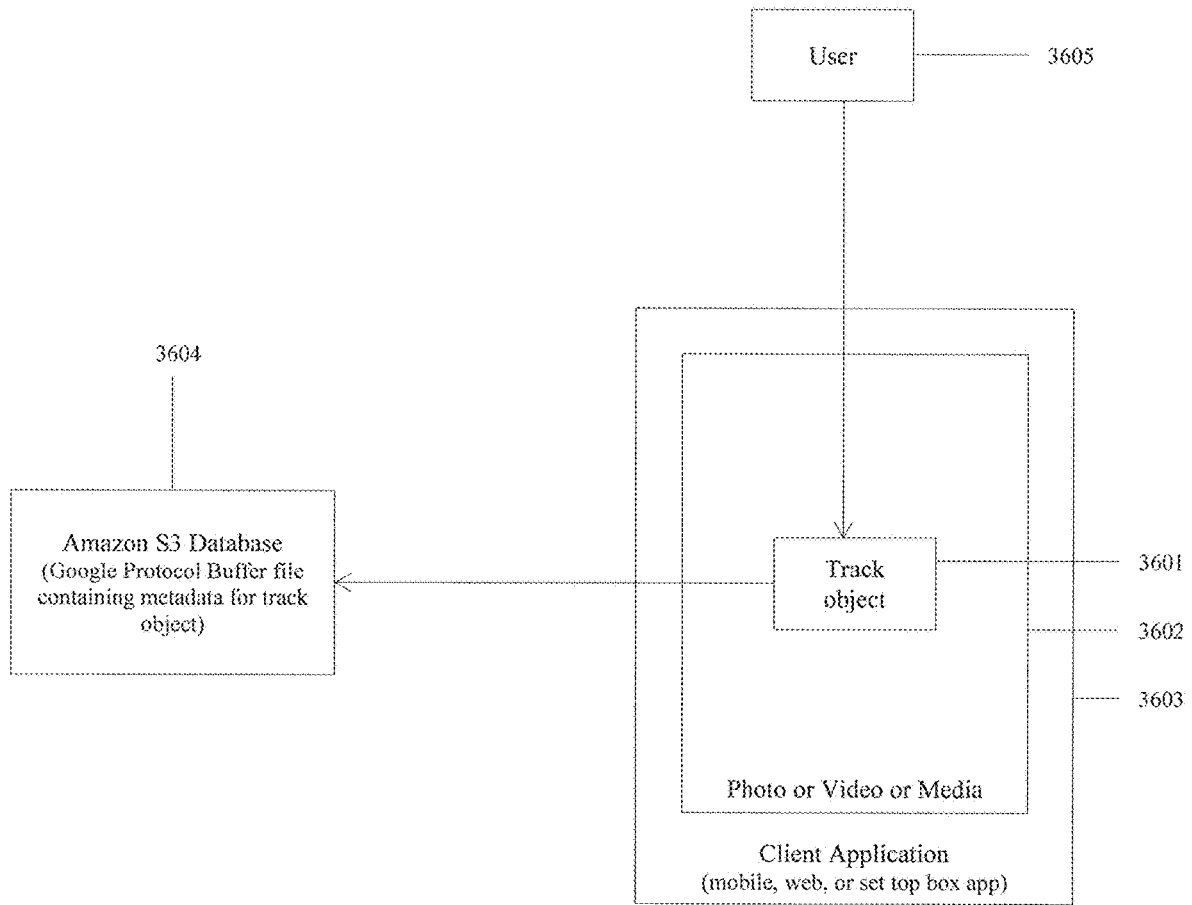 User
3605
3604
Amazon S3 Database
(Google Protocol Buffer file
containing metadata for track
object)
Track
object
3601
3602
3603
Photo or Video or Media
Client Application
(mobile, web, or set top box app)